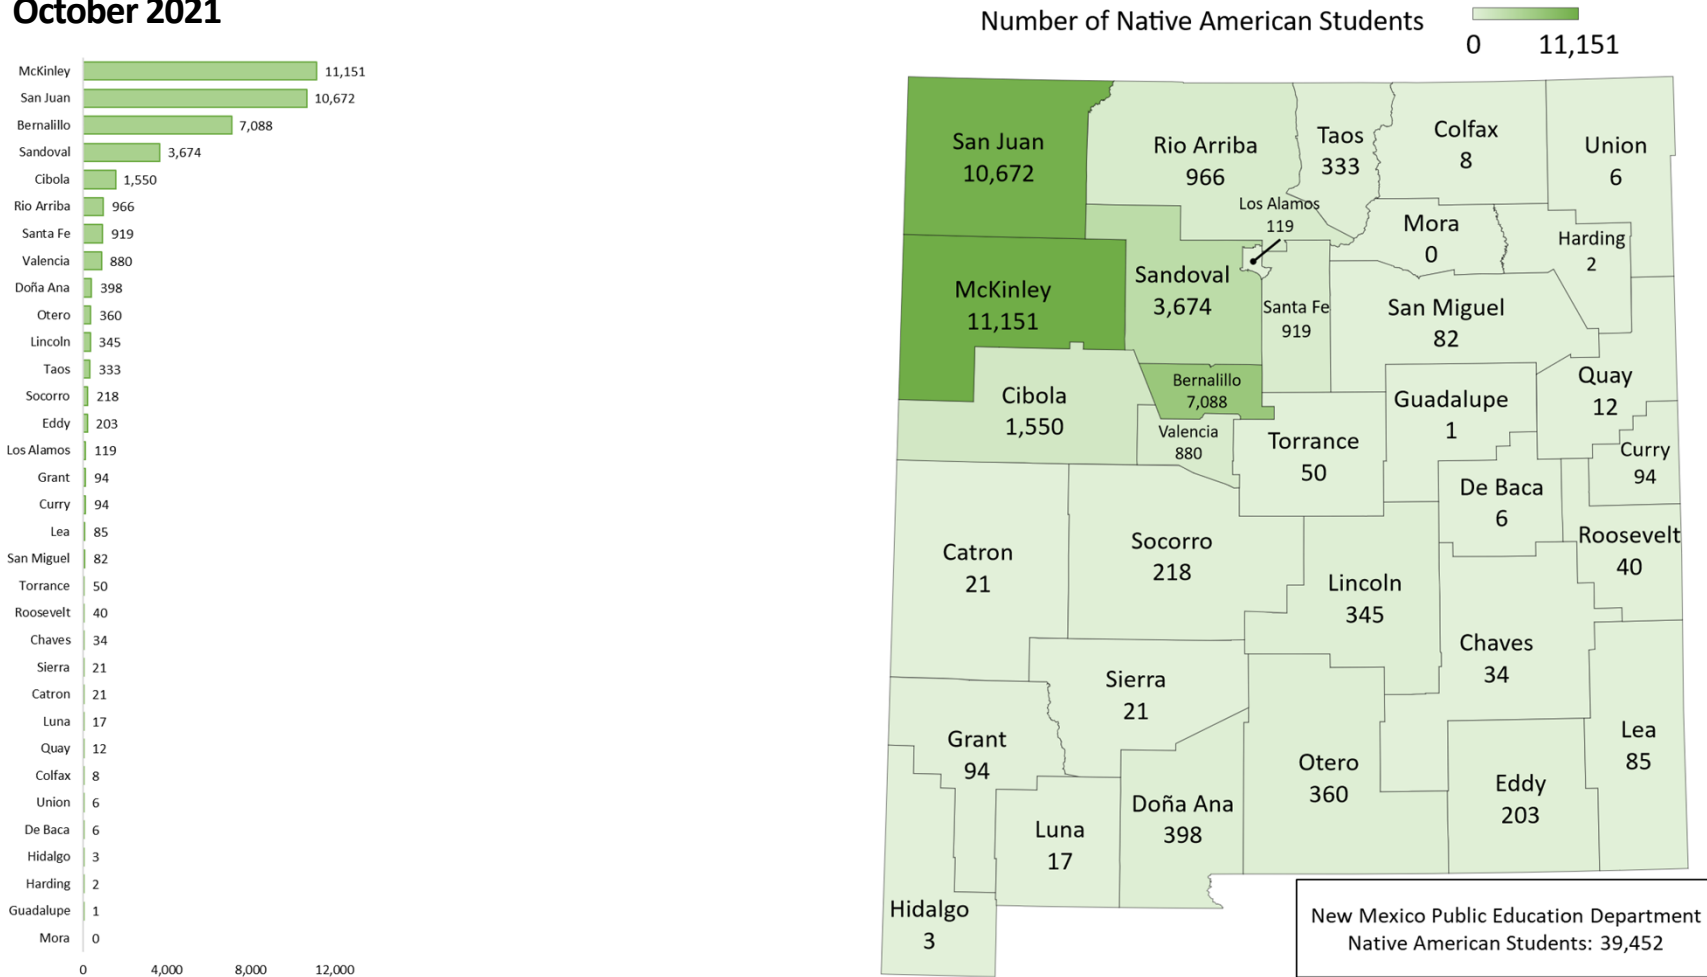 October 2021
McKinley 11,151
San Juan 10,672
Bernalillo 7,088
Sandoval 3,674
Cibola 1,550
Rio Arriba 966
Santa Fe 919
Valencia 880
Doña Ana 398
Otero 360
Lincoln 345
Taos 333
Socorro 218
Eddy 203
Los Alamos 119
Grant 94
Curry 94
Lea 85
San Miguel 82
Torrance 50
Roosevelt 40
Chaves 34
Sierra 21
Catron 21
Luna 17
Quay 12
Colfax 8
Union 6
De Baca 6
Hidalgo 3
Harding 2
Guadalupe 1
Mora 0
0 4,000 8,000 12,000
Number of Native American Students
0 11,151
San Juan
10,672
Rio Arriba
966
Taos
333
Colfax
8
Union
6
Los Alamos
119
Mora
0
Harding
2
McKinley
11,151
Sandoval
3,674
Santa Fe
919
San Miguel
82
Cibola
1,550
Bernalillo
7,088
Valencia
880
Torrance
50
Guadalupe
1
Quay
12
Curry
94
De Baca
6
Roosevelt
40
Catron
21
Socorro
218
Lincoln
345
Chaves
34
Sierra
21
Grant
94
Lea
85
Otero
360
Eddy
203
Doña Ana
398
Luna
17
Hidalgo
3
New Mexico Public Education Department
Native American Students: 39,452